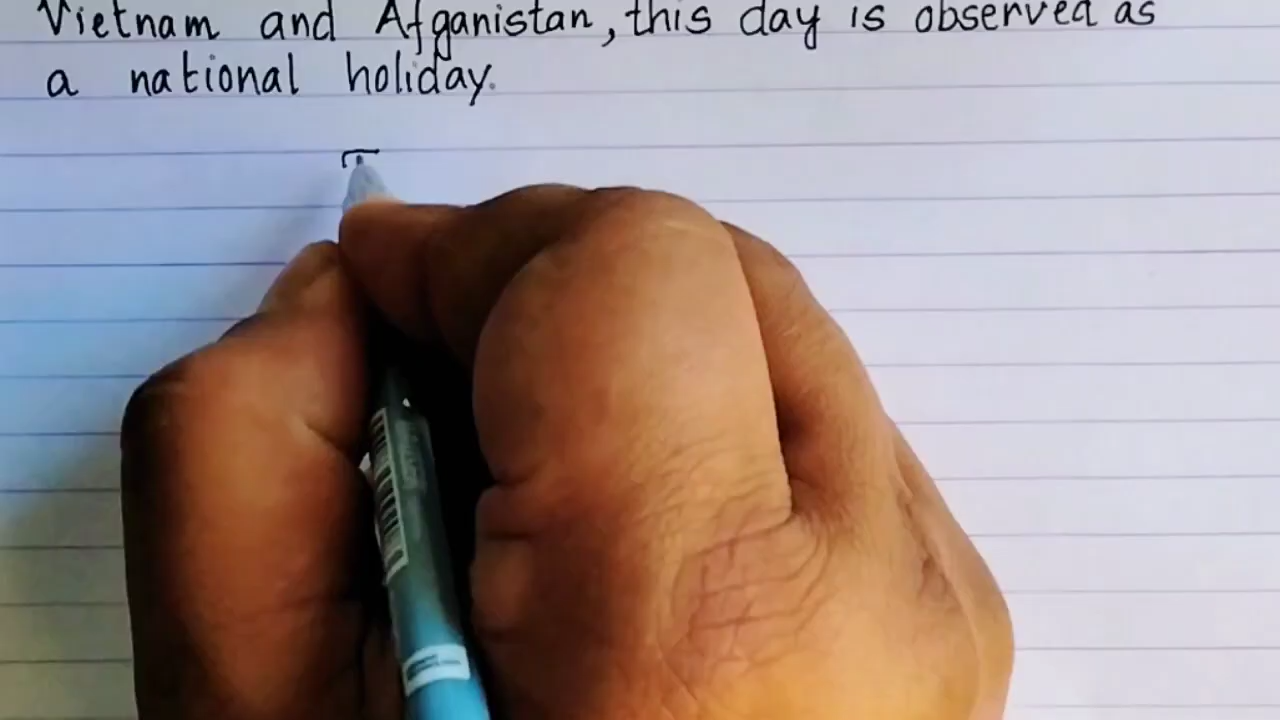 Vietnam and Afganistan, this day is observed as
a national holiday.